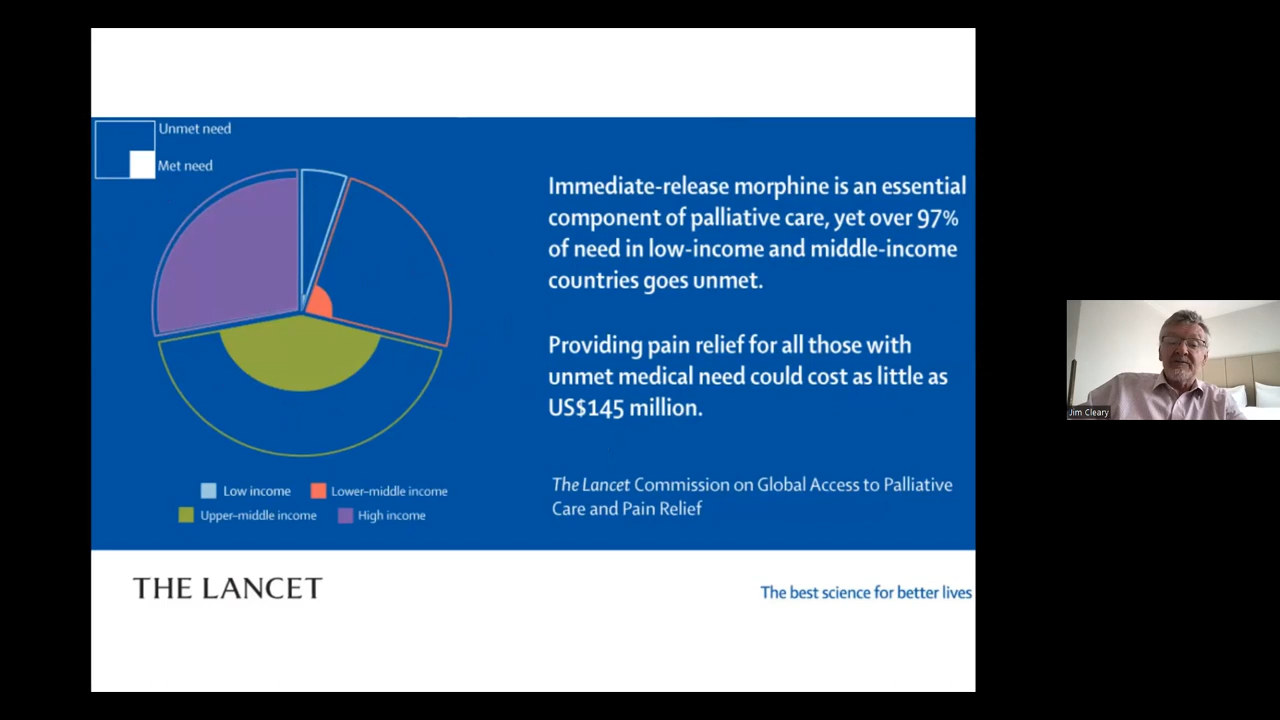 Unmet need
Met need
Immediate-release morphine is an essential
component of palliative care, yet over 97%
of need in low-income and middle-income
countries goes unmet.
Providing pain relief for all those with
unmet medical need could cost as little as
US$145 million.
The Lancet Commission on Global Access to Palliative
Care and Pain Relief
Low income
Lower-middle income
Upper-middle income
High income
THE LANCET
The best science for better lives
Jim Cleary